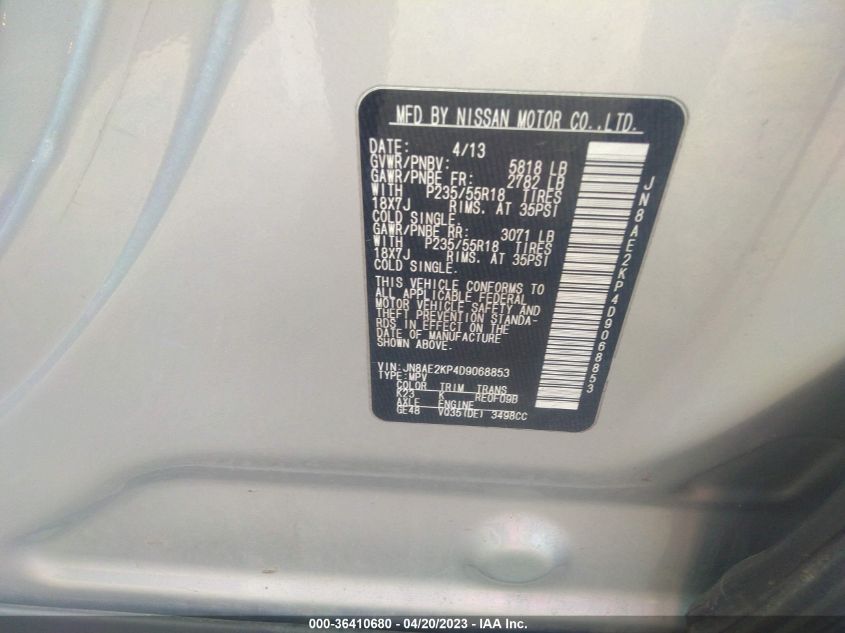 MFD BY NISSAN MOTOR CO.,LTD.
DATE: 4/13
GVWR/PNBV: 5818 LB
GAWR/PNBE FR: 2782 LB
WITH P235/55R18 TIRES
18X7J RIMS. AT 35PSI
COLD SINGLE.
GAWR/PNBE RR: 3071 LB
WITH P235/55R18 TIRES
18X7J RIMS. AT 35PSI
COLD SINGLE.
THIS VEHICLE CONFORMS TO
ALL APPLICABLE FEDERAL
MOTOR VEHICLE SAFETY AND
THEFT PREVENTION STANDA-
RDS IN EFFECT ON THE
DATE OF MANUFACTURE
SHOWN ABOVE.
VIN:JN8AE2KP4D9068853
TYPE:MPV
COLOR TRIM TRANS
K23 K RE0F09B
AXLE ENGINE
GE48 VQ35(DE) 3498CC
JN8AE2KP4D9068853
000-36410680 - 04/20/2023 - IAA Inc.